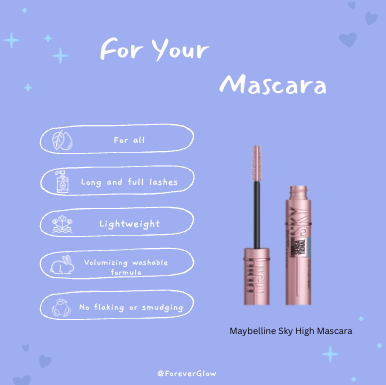 For Your
Mascara
For all
Long and full lashes
Lightweight
Volumizing washable
formula
No flaking or smudging
Maybelline Sky High Mascara
@ForeverGlow